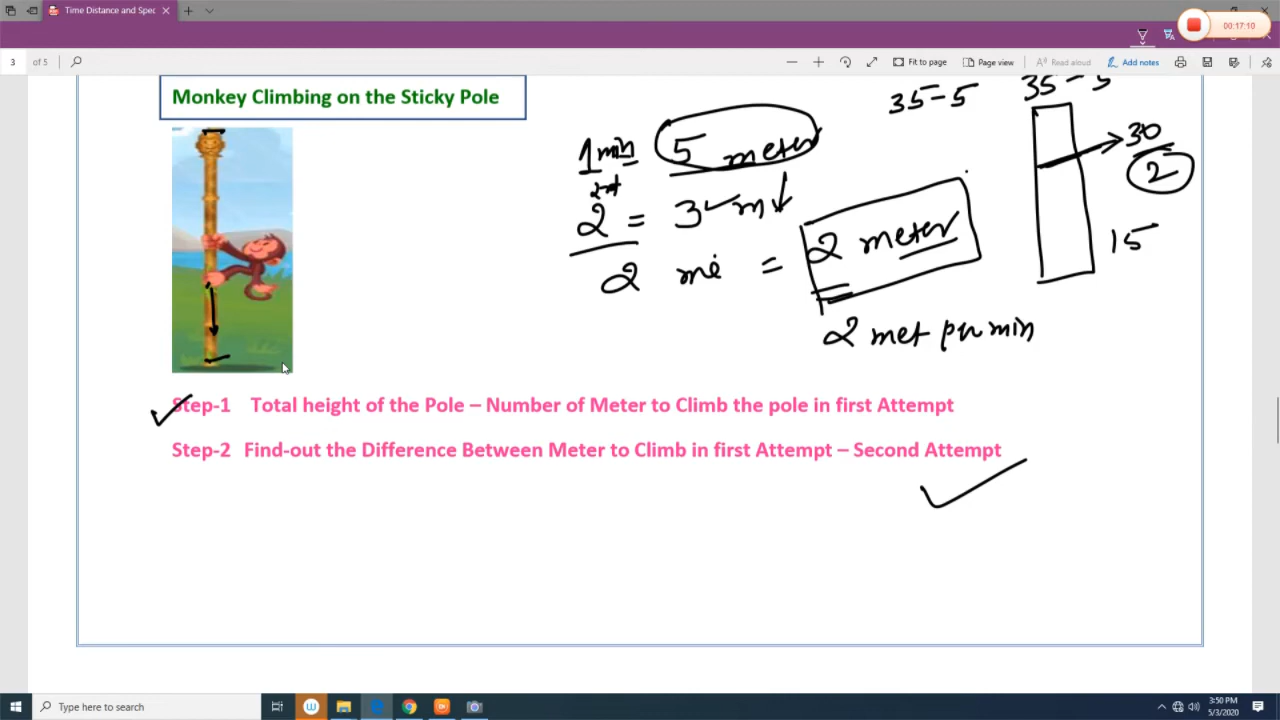 Time Distance and Spec
00:17:10
3 of 5
Fit to page
Page view
Read aloud
Add notes
Monkey Climbing on the Sticky Pole
35-5
35-5
1 min 5 meter
30
2
2 = 3 m
15
2 = 2 meter
2 met per min
Step-1 Total height of the Pole – Number of Meter to Climb the pole in first Attempt
Step-2 Find-out the Difference Between Meter to Climb in first Attempt – Second Attempt
Type here to search
3:50 PM
5/3/2020